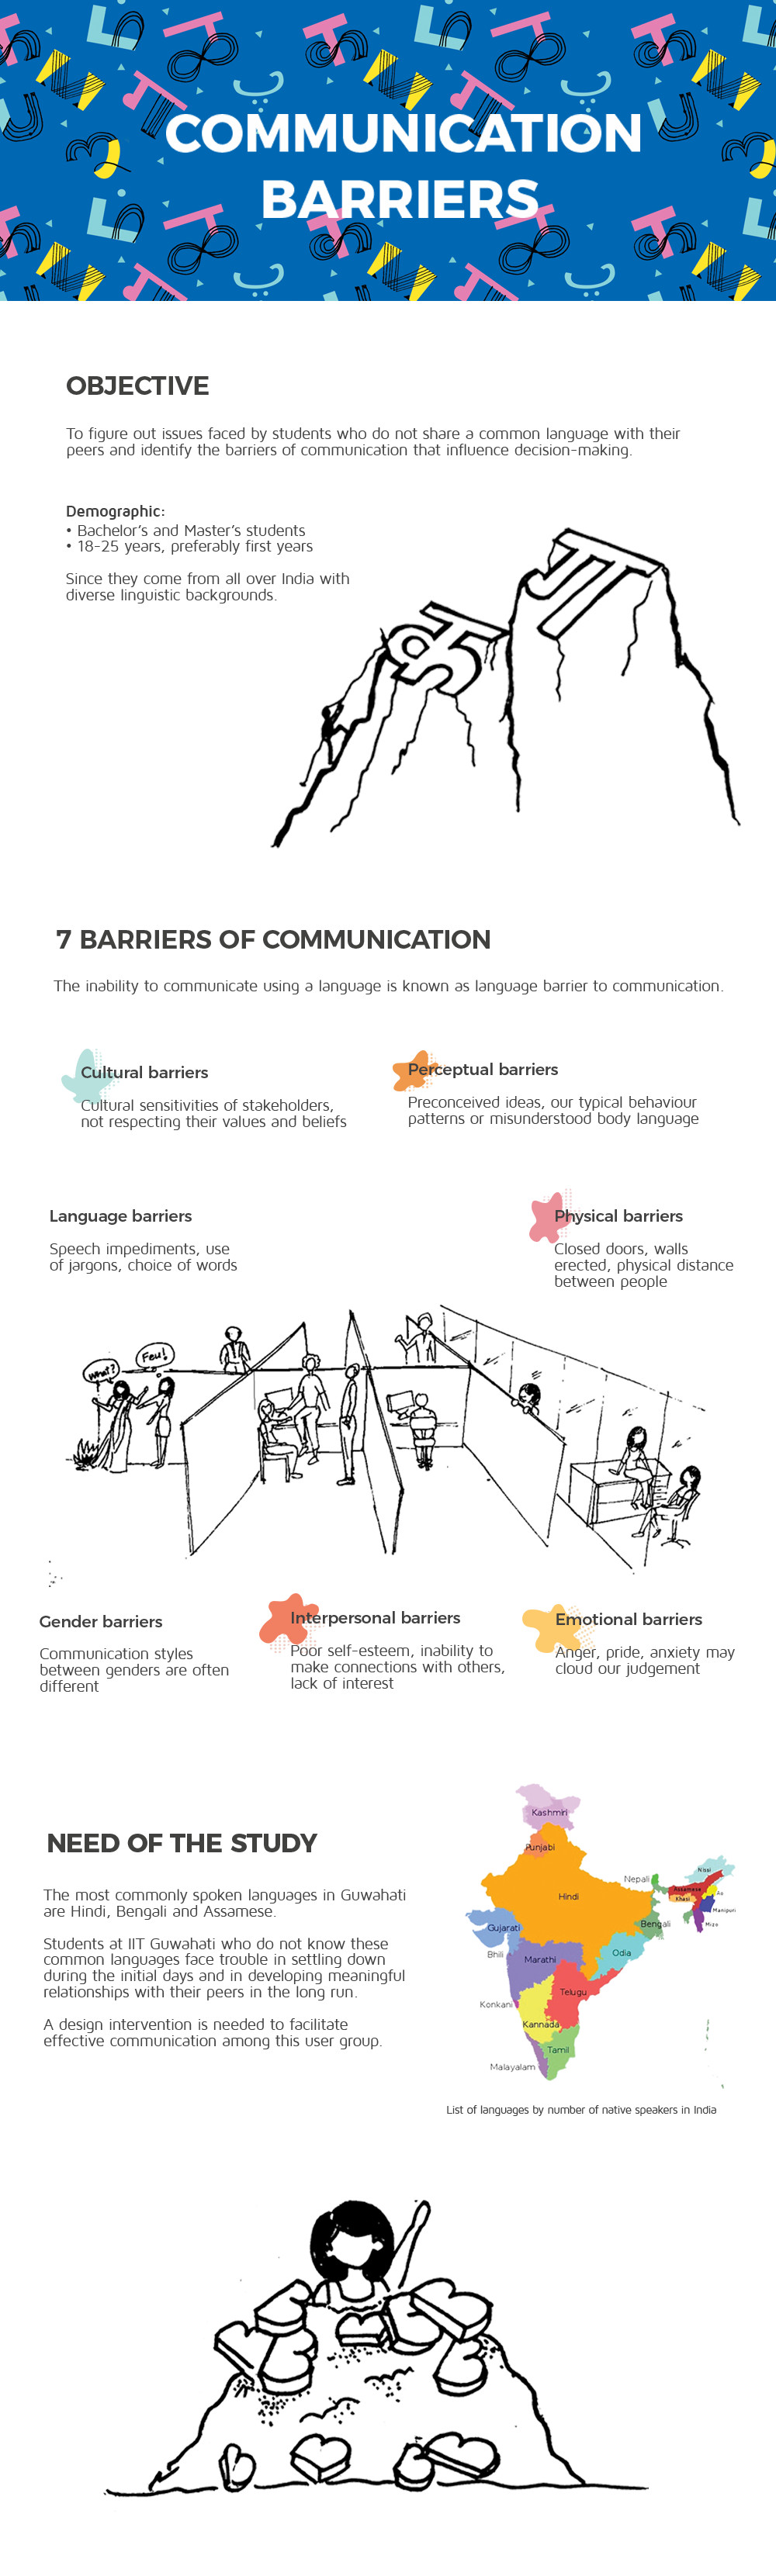 COMMUNICATION
BARRIERS
OBJECTIVE
To figure out issues faced by students who do not share a common language with their
peers and identify the barriers of communication that influence decision-making.
Demographic:
• Bachelor's and Master's students
• 18-25 years, preferably first years
Since they come from all over India with
diverse linguistic backgrounds.
क
गा
7 BARRIERS OF COMMUNICATION
The inability to communicate using a language is known as language barrier to communication.
Cultural barriers
Cultural sensitivities of stakeholders,
not respecting their values and beliefs
Perceptual barriers
Preconceived ideas, our typical behaviour
patterns or misunderstood body language
Language barriers
Speech impediments, use
of jargons, choice of words
Physical barriers
Closed doors, walls
erected, physical distance
between people
what?
Feu!
Gender barriers
Communication styles
between genders are often
different
Interpersonal barriers
Poor self-esteem, inability to
make connections with others,
lack of interest
Emotional barriers
Anger, pride, anxiety may
cloud our judgement
NEED OF THE STUDY
The most commonly spoken languages in Guwahati
are Hindi, Bengali and Assamese.
Students at IIT Guwahati who do not know these
common languages face trouble in settling down
during the initial days and in developing meaningful
relationships with their peers in the long run.
A design intervention is needed to facilitate
effective communication among this user group.
Kashmiri
Punjabi
Hindi
Nepali
Nissi
Assamese
Khasi
Ao
Manipuri
Mizo
Bengali
Gujarati
Bhili
Marathi
Odia
Telugu
Konkani
Kannada
Tamil
Malayalam
List of languages by number of native speakers in India